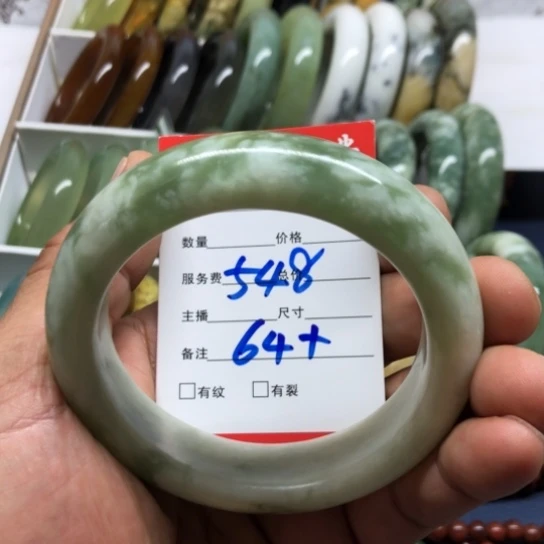 数量 价格
服务费 548 总价
主播 尺寸
备注 64+
□有纹 □有裂